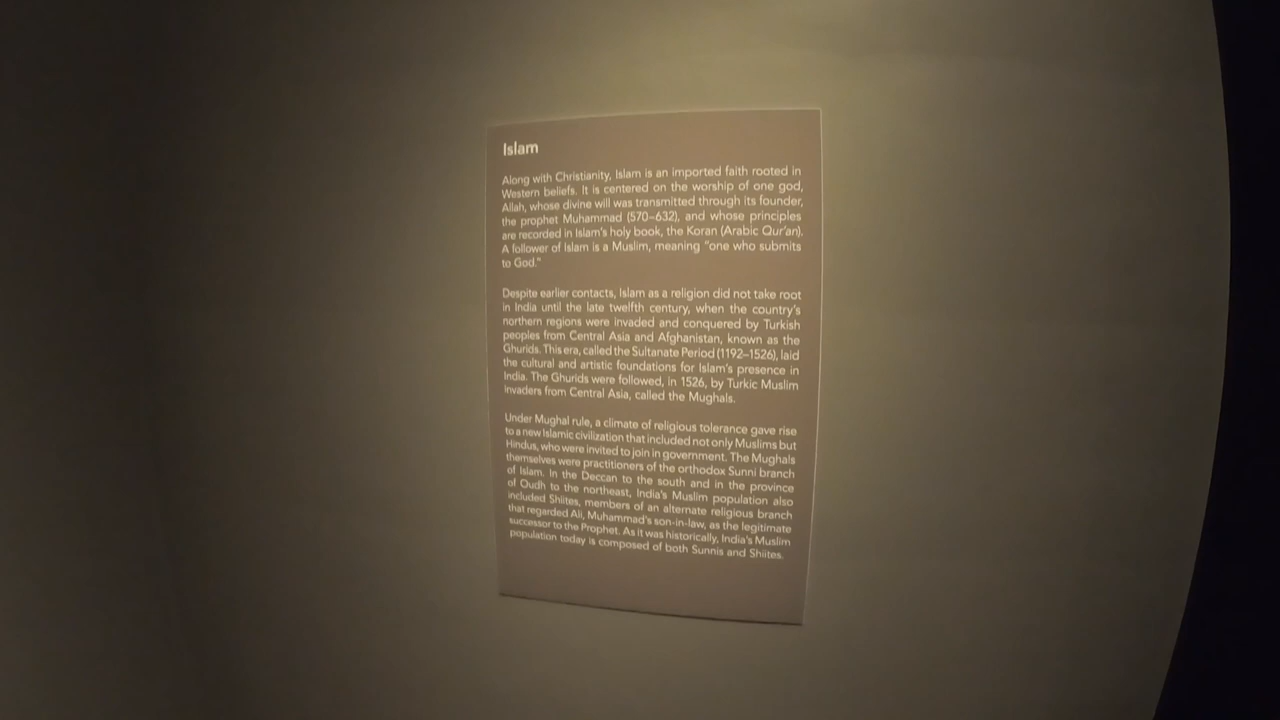 Islam
Along with Christianity, Islam is an imported faith rooted in
Western beliefs. It is centered on the worship of one god,
Allah, whose divine will was transmitted through its founder,
the prophet Muhammad (570–632), and whose principles
are recorded in Islam's holy book, the Koran (Arabic Qur'an).
A follower of Islam is a Muslim, meaning "one who submits
to God."
Despite earlier contacts, Islam as a religion did not take root
in India until the late twelfth century, when the country's
northern regions were invaded and conquered by Turkish
peoples from Central Asia and Afghanistan, known as the
Ghurids. This era, called the Sultanate Period (1192–1526), laid
the cultural and artistic foundations for Islam's presence in
India. The Ghurids were followed, in 1526, by Turkic Muslim
invaders from Central Asia, called the Mughals.
Under Mughal rule, a climate of religious tolerance gave rise
to a new Islamic civilization that included not only Muslims but
Hindus, who were invited to join in government. The Mughals
themselves were practitioners of the orthodox Sunni branch
of Islam. In the Deccan to the south and in the province
of Oudh to the northeast, India's Muslim population also
included Shiites, members of an alternate religious branch
that regarded Ali, Muhammad's son-in-law, as the legitimate
successor to the Prophet. As it was historically, India's Muslim
population today is composed of both Sunnis and Shiites.